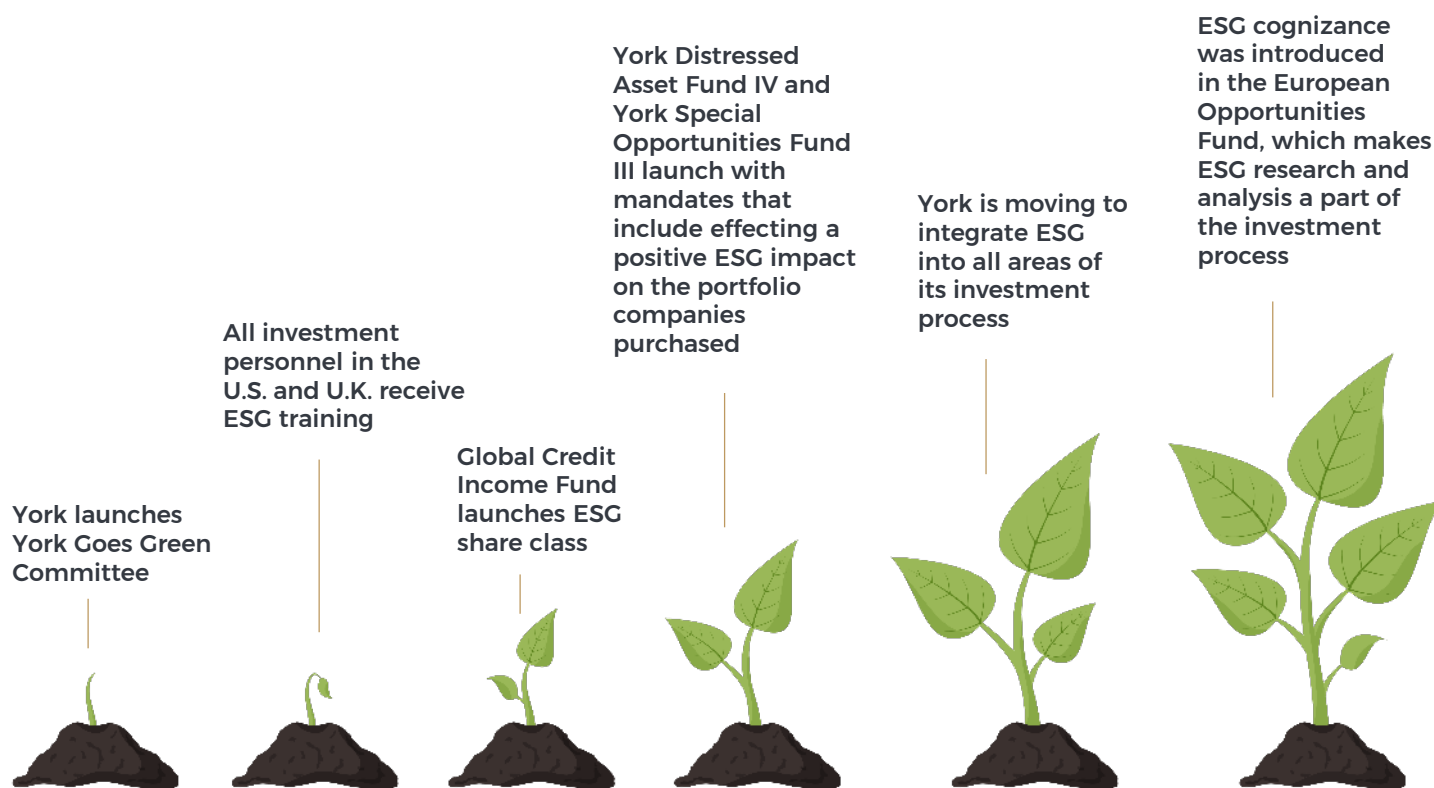 York launches
York Goes Green
Committee
All investment
personnel in the
U.S. and U.K. receive
ESG training
Global Credit
Income Fund
launches ESG
share class
York Distressed
Asset Fund IV and
York Special
Opportunities Fund
III launch with
mandates that
include effecting a
positive ESG impact
on the portfolio
companies
purchased
York is moving to
integrate ESG
into all areas of
its investment
process
ESG cognizance
was introduced
in the European
Opportunities
Fund, which makes
ESG research and
analysis a part of
the investment
process